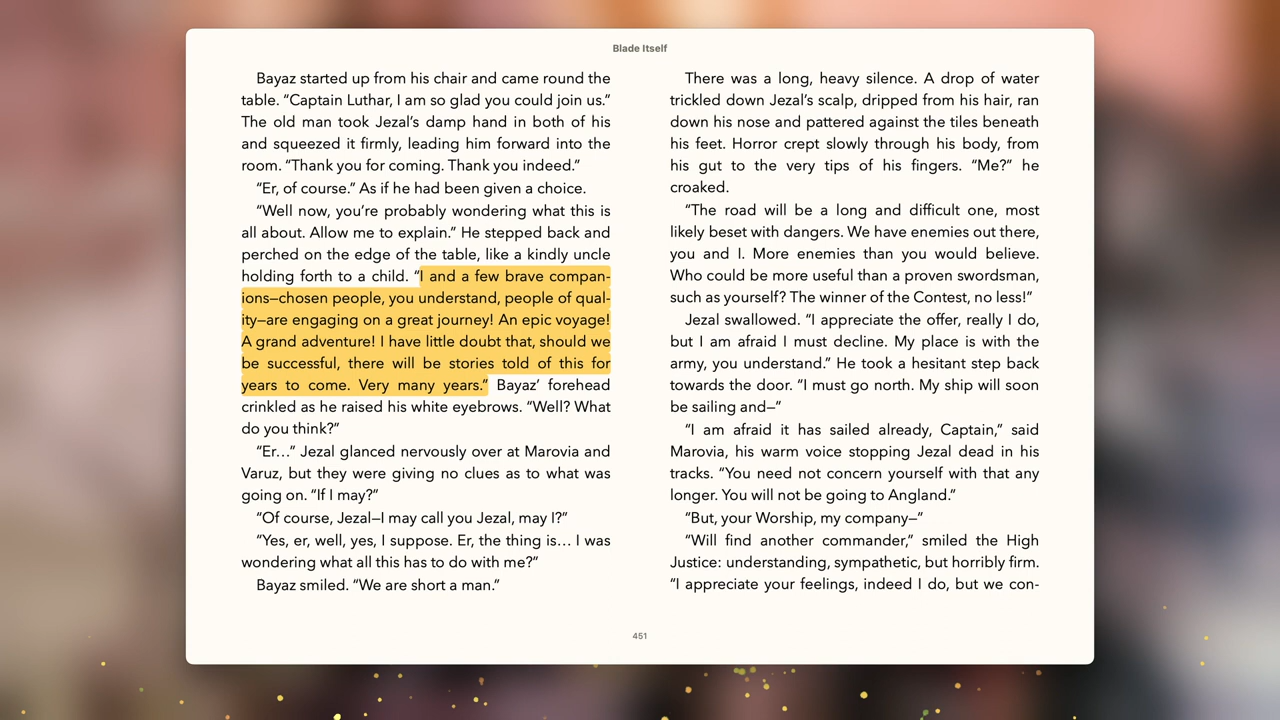 Blade Itself
Bayaz started up from his chair and came round the
table. “Captain Luthar, I am so glad you could join us.”
The old man took Jezal’s damp hand in both of his
and squeezed it firmly, leading him forward into the
room. “Thank you for coming. Thank you indeed.”
“Er, of course.” As if he had been given a choice.
“Well now, you’re probably wondering what this is
all about. Allow me to explain.” He stepped back and
perched on the edge of the table, like a kindly uncle
holding forth to a child. “I and a few brave compan-
ions—chosen people, you understand, people of qual-
ity—are engaging on a great journey! An epic voyage!
A grand adventure! I have little doubt that, should we
be successful, there will be stories told of this for
years to come. Very many years.” Bayaz’ forehead
crinkled as he raised his white eyebrows. “Well? What
do you think?”
“Er…” Jezal glanced nervously over at Marovia and
Varuz, but they were giving no clues as to what was
going on. “If I may?”
“Of course, Jezal—I may call you Jezal, may I?”
“Yes, er, well, yes, I suppose. Er, the thing is… I was
wondering what all this has to do with me?”
Bayaz smiled. “We are short a man.”
There was a long, heavy silence. A drop of water
trickled down Jezal’s scalp, dripped from his hair, ran
down his nose and pattered against the tiles beneath
his feet. Horror crept slowly through his body, from
his gut to the very tips of his fingers. “Me?” he
croaked.
“The road will be a long and difficult one, most
likely beset with dangers. We have enemies out there,
you and I. More enemies than you would believe.
Who could be more useful than a proven swordsman,
such as yourself? The winner of the Contest, no less!”
Jezal swallowed. “I appreciate the offer, really I do,
but I am afraid I must decline. My place is with the
army, you understand.” He took a hesitant step back
towards the door. “I must go north. My ship will soon
be sailing and—”
“I am afraid it has sailed already, Captain,” said
Marovia, his warm voice stopping Jezal dead in his
tracks. “You need not concern yourself with that any
longer. You will not be going to Angland.”
“But, your Worship, my company—”
“Will find another commander,” smiled the High
Justice: understanding, sympathetic, but horribly firm.
“I appreciate your feelings, indeed I do, but we con-
451